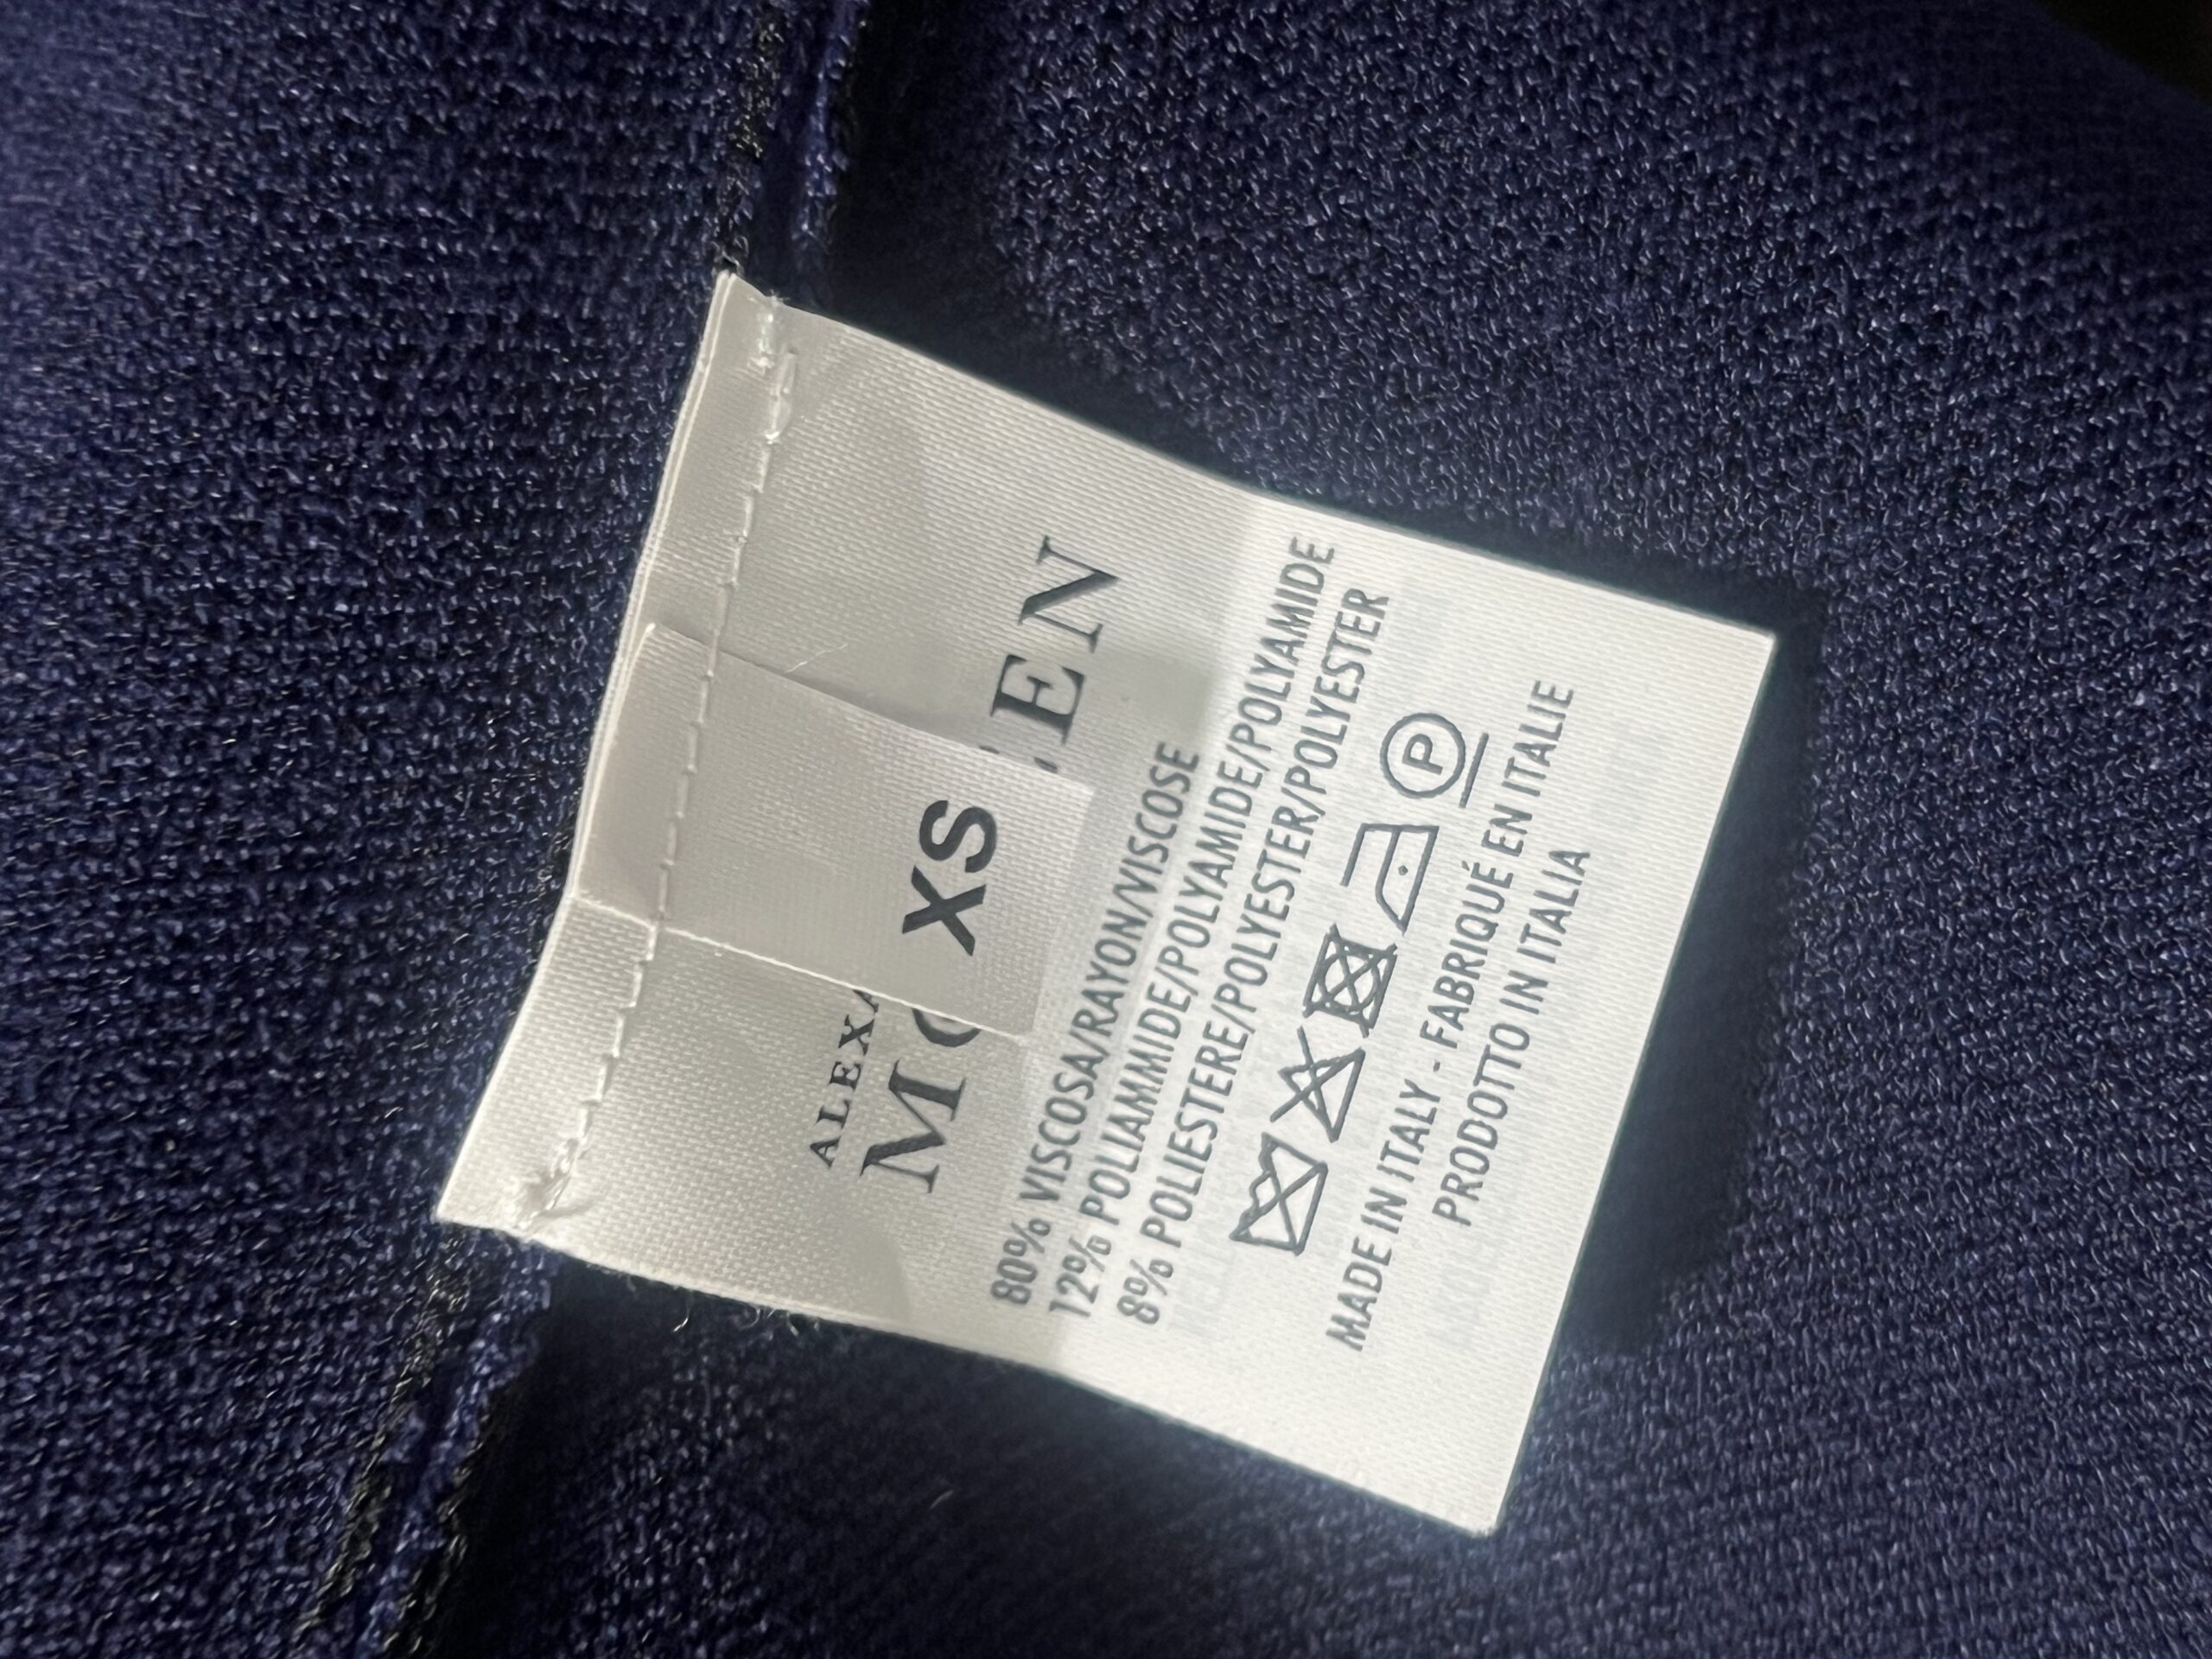 ALEXA
MC EEN
XS
80% VISCOSA/RAYON/VISCOSE
12% POLIAMMIDE/POLYAMIDE/POLYAMIDE
8% POLIESTERE/POLYESTER/POLYESTER
P
MADE IN ITALY - FABRIQUÉ EN ITALIE
PRODOTTO IN ITALIA